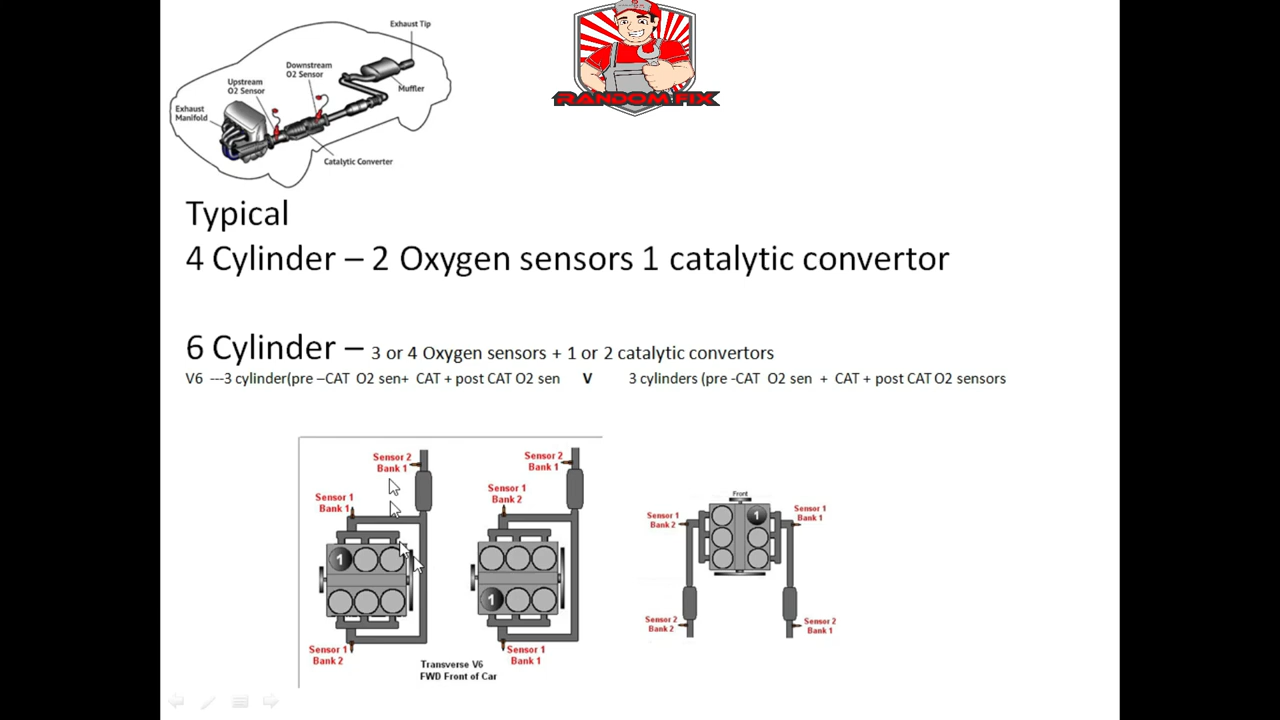 Exhaust Tip
Downstream
O2 Sensor
Upstream
O2 Sensor
Muffler
Exhaust
Manifold
Catalytic Converter
RANDOM FIX
Typical
4 Cylinder – 2 Oxygen sensors 1 catalytic convertor
6 Cylinder – 3 or 4 Oxygen sensors + 1 or 2 catalytic convertors
V6 ---3 cylinder(pre –CAT O2 sen+ CAT + post CAT O2 sen V 3 cylinders (pre -CAT O2 sen + CAT + post CAT O2 sensors
Sensor 2
Bank 1
Sensor 1
Bank 1
1
Sensor 1
Bank 2
Sensor 2
Bank 1
Sensor 1
Bank 2
1
Sensor 1
Bank 1
Transverse V6
FWD Front of Car
Front
Sensor 1
Bank 2
1
Sensor 1
Bank 1
Sensor 2
Bank 2
Sensor 2
Bank 1